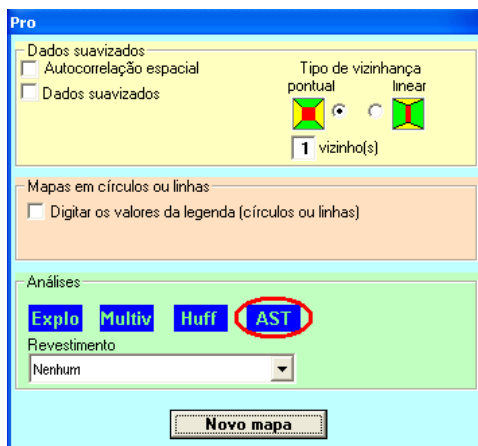 Pro
Dados suavizados
Autocorrelação espacial
Dados suavizados
Tipo de vizinhança
pontual linear
1 vizinho(s)
Mapas em círculos ou linhas
Digitar os valores da legenda (círculos ou linhas)
Análises
Explo Multiv Huff AST
Revestimento
Nenhum
Novo mapa